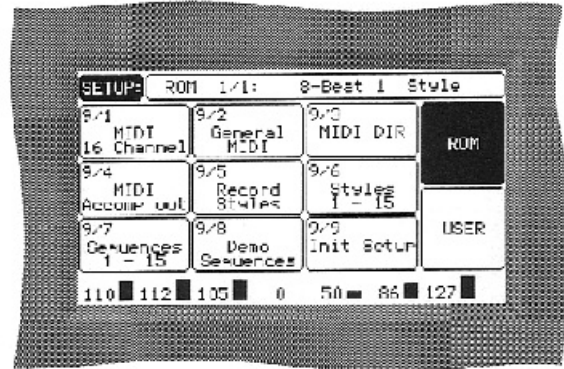 SETUP: ROM 1/1: 8-Beat 1 Style
9/1 MIDI 16 Channel
9/2 General MIDI
9/3 MIDI DIR
ROM
9/4 MIDI Accomp out
9/5 Record Styles
9/6 Styles 1 - 15
9/7 Sequences 1 - 15
9/8 Demo Sequences
9/9 Init Setup
USER
110 112 105 0 50 86 127